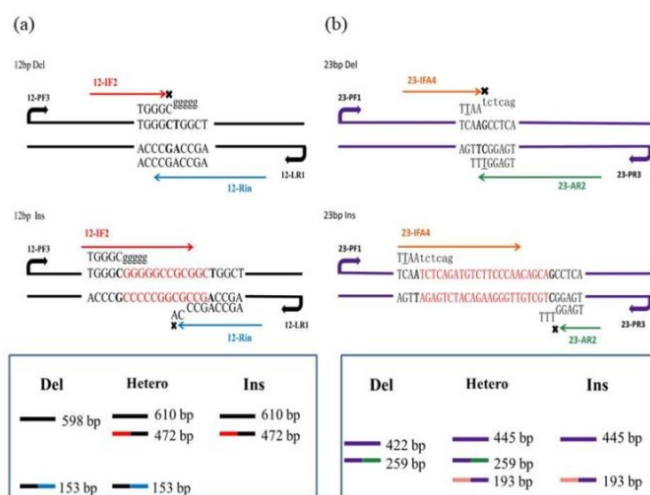 (a)
12bp Del
12-IF2
12-PF3
TGGGCggggg
TGGGCTGGCT
ACCCGACCGA
ACCCGACCGA
12-Rin
12-LR1
12bp Ins
12-IF2
12-PF3
TGGGCggggg
TGGGCGGGGGCCGCGGCTGGCT
ACCCGCCCCCGGCGCCGACCGA
CCGACCGA
AC
12-Rin
12-LR1
Del
Hetero
Ins
598 bp
610 bp
610 bp
472 bp
472 bp
153 bp
153 bp
(b)
23bp Del
23-IFA4
23-PF1
TTAAtctcag
TCAAGCCTCA
AGTTCGGAGT
TTTGGAGT
23-AR2
23-PR3
23bp Ins
23-IFA4
23-PF1
TTAAtctcag
TCAATCTCAGATGTCTTCCCAACAGCAGCCTCA
AGTTAGAGTCTACAGAAGGGTTGTCGTCGGAGT
GGAGT
TTT
23-AR2
23-PR3
Del
Hetero
Ins
422 bp
445 bp
445 bp
259 bp
259 bp
193 bp
193 bp